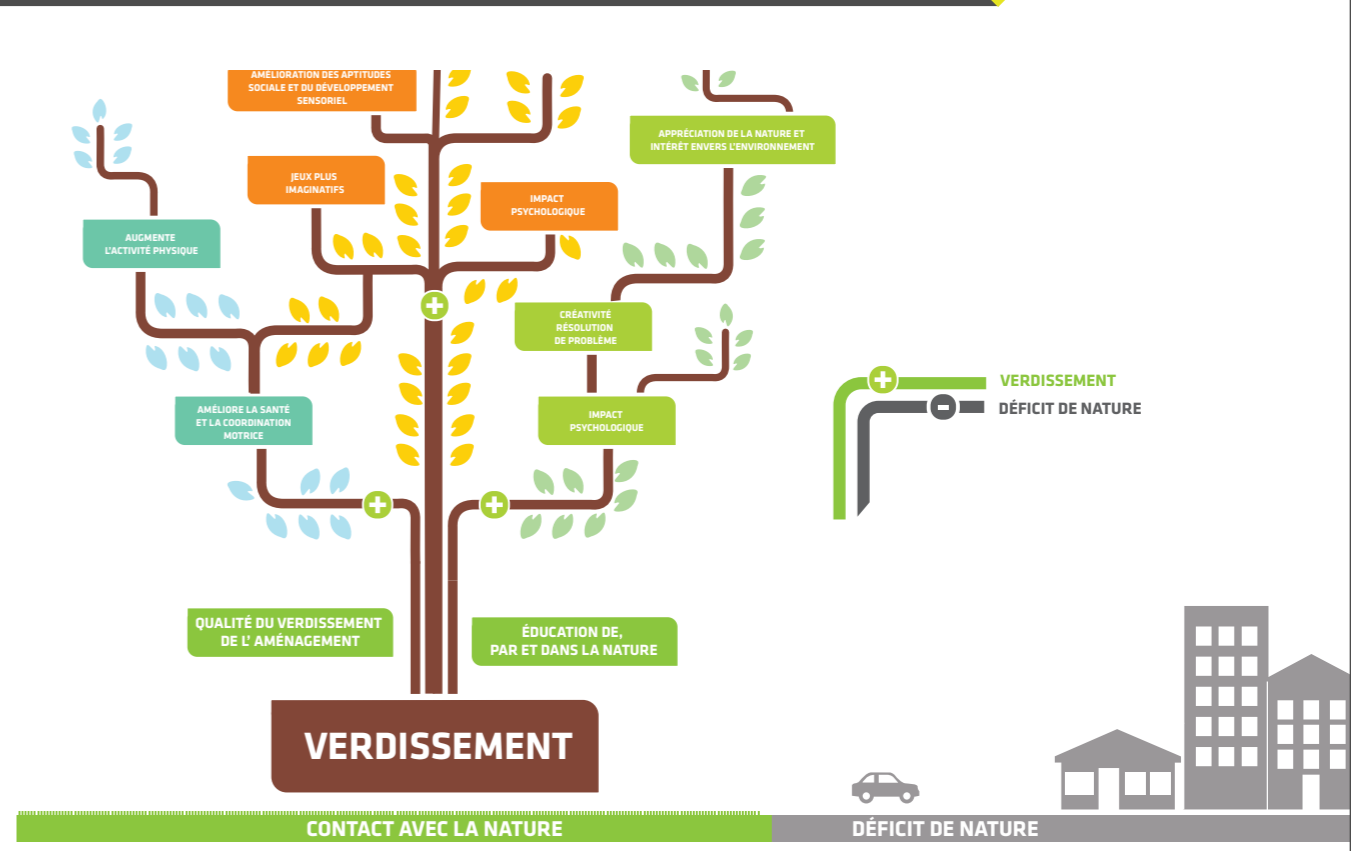 AMÉLIORATION DES APTITUDES
SOCIALE ET DU DÉVELOPPEMENT
SENSORIEL
APPRÉCIATION DE LA NATURE ET
INTÉRÊT ENVERS L'ENVIRONNEMENT
JEUX PLUS
IMAGINATIFS
IMPACT
PSYCHOLOGIQUE
AUGMENTE
L'ACTIVITÉ PHYSIQUE
CRÉATIVITÉ
RÉSOLUTION
DE PROBLÈME
VERDISSEMENT
DÉFICIT DE NATURE
AMÉLIORE LA SANTÉ
ET LA COORDINATION
MOTRICE
IMPACT
PSYCHOLOGIQUE
QUALITÉ DU VERDISSEMENT
DE L' AMÉNAGEMENT
ÉDUCATION DE,
PAR ET DANS LA NATURE
VERDISSEMENT
CONTACT AVEC LA NATURE
DÉFICIT DE NATURE